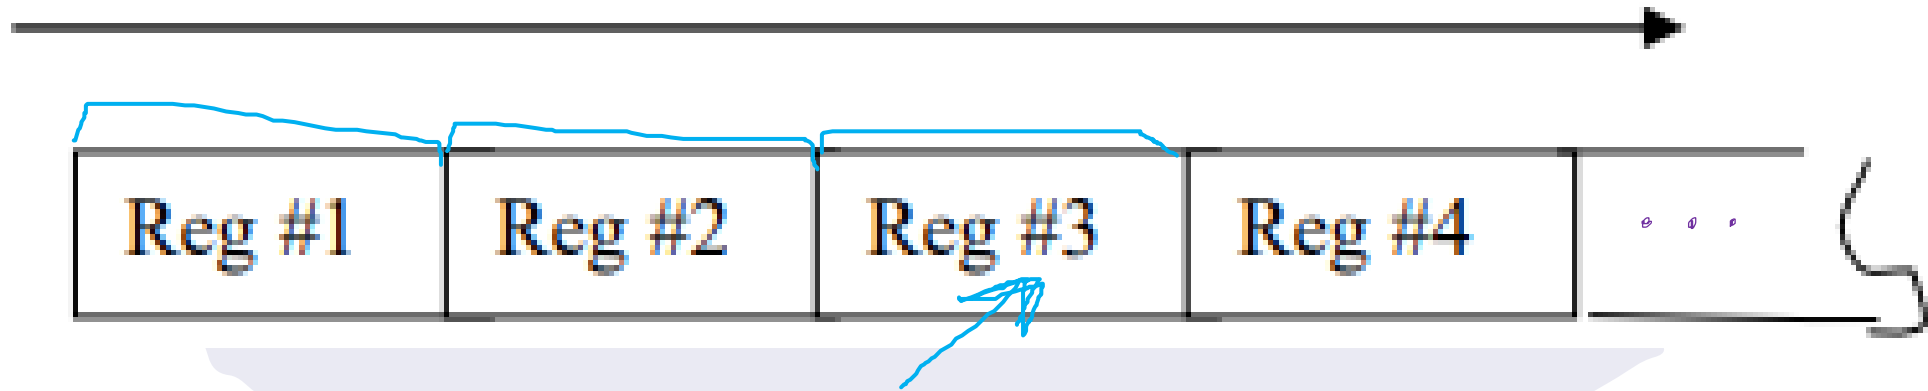 Reg #1 Reg #2 Reg #3 Reg #4 . . .